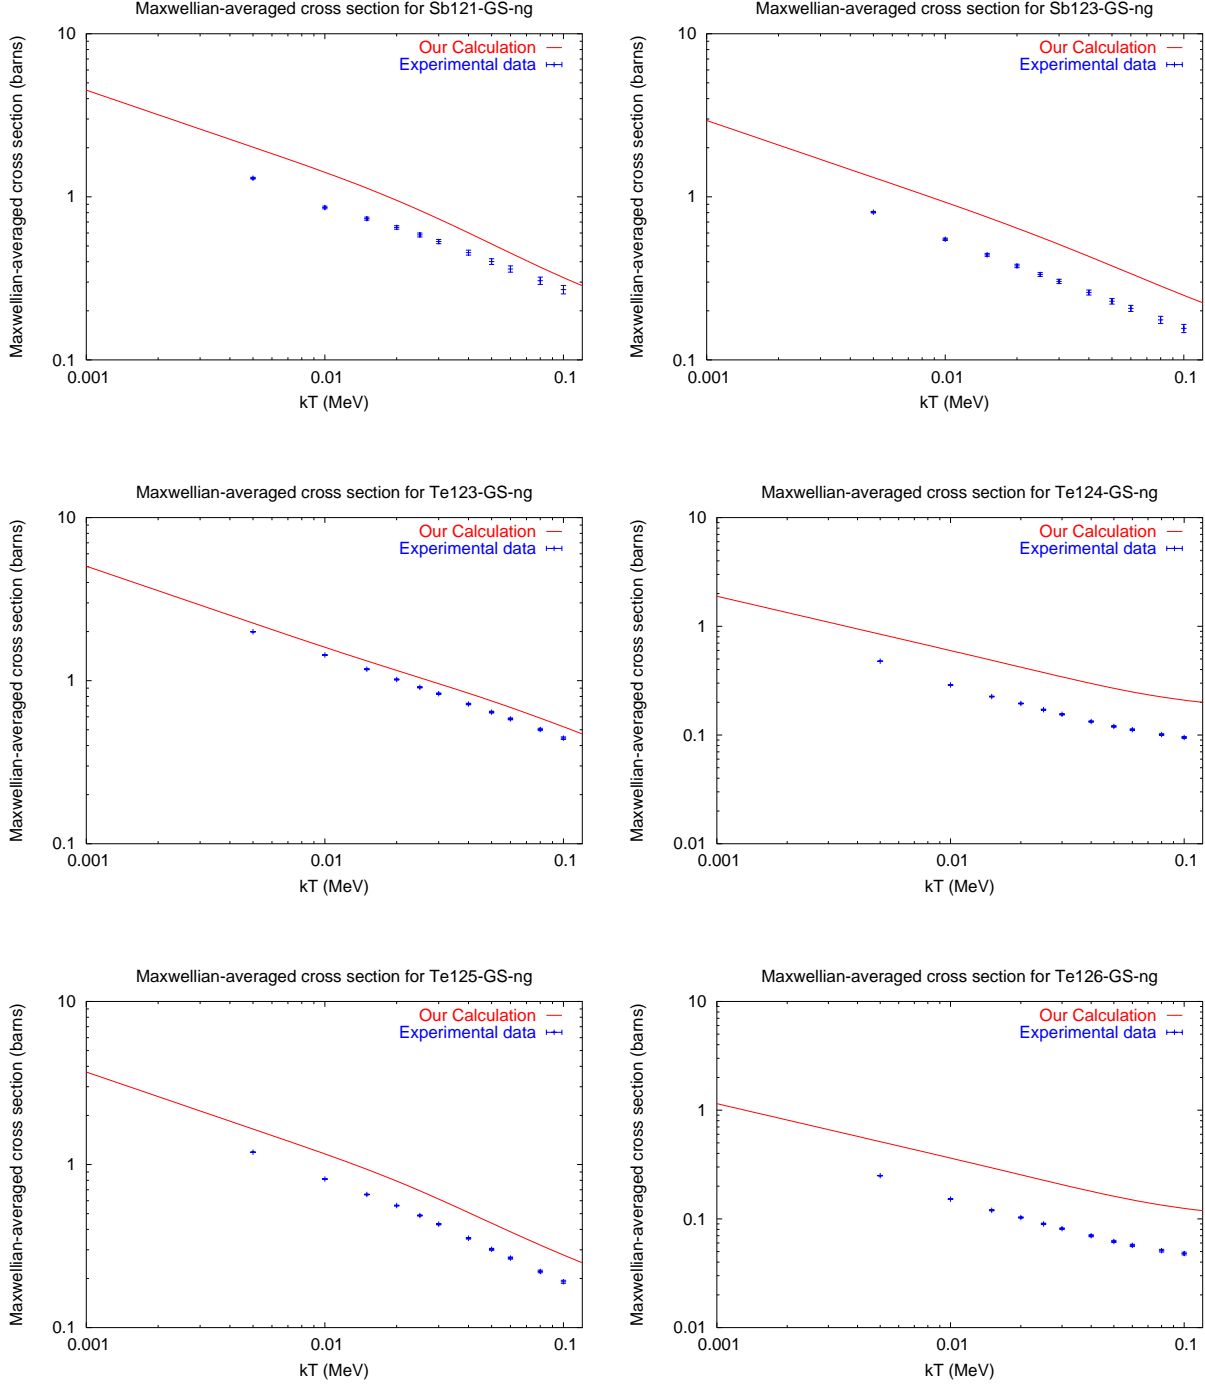 Maxwellian-averaged cross section for Sb121-GS-ng
Maxwellian-averaged cross section (barns)
10
1
0.1
Our Calculation
Experimental data
0.001
0.01
0.1
kT (MeV)
Maxwellian-averaged cross section for Sb123-GS-ng
Maxwellian-averaged cross section (barns)
10
1
0.1
Our Calculation
Experimental data
0.001
0.01
0.1
kT (MeV)
Maxwellian-averaged cross section for Te123-GS-ng
Maxwellian-averaged cross section (barns)
10
1
0.1
Our Calculation
Experimental data
0.001
0.01
0.1
kT (MeV)
Maxwellian-averaged cross section for Te124-GS-ng
Maxwellian-averaged cross section (barns)
10
1
0.1
0.01
Our Calculation
Experimental data
0.001
0.01
0.1
kT (MeV)
Maxwellian-averaged cross section for Te125-GS-ng
Maxwellian-averaged cross section (barns)
10
1
0.1
Our Calculation
Experimental data
0.001
0.01
0.1
kT (MeV)
Maxwellian-averaged cross section for Te126-GS-ng
Maxwellian-averaged cross section (barns)
10
1
0.1
0.01
Our Calculation
Experimental data
0.001
0.01
0.1
kT (MeV)